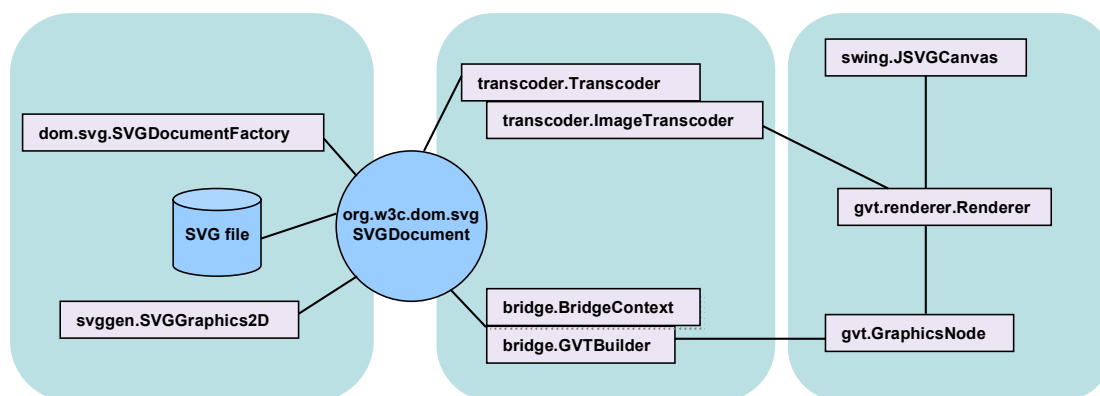 dom.svg.SVGDocumentFactory
SVG file
svggen.SVGGraphics2D
org.w3c.dom.svg
SVGDocument
transcoder.Transcoder
transcoder.ImageTranscoder
bridge.BridgeContext
bridge.GVTBuilder
swing.JSVGCanvas
gvt.renderer.Renderer
gvt.GraphicsNode